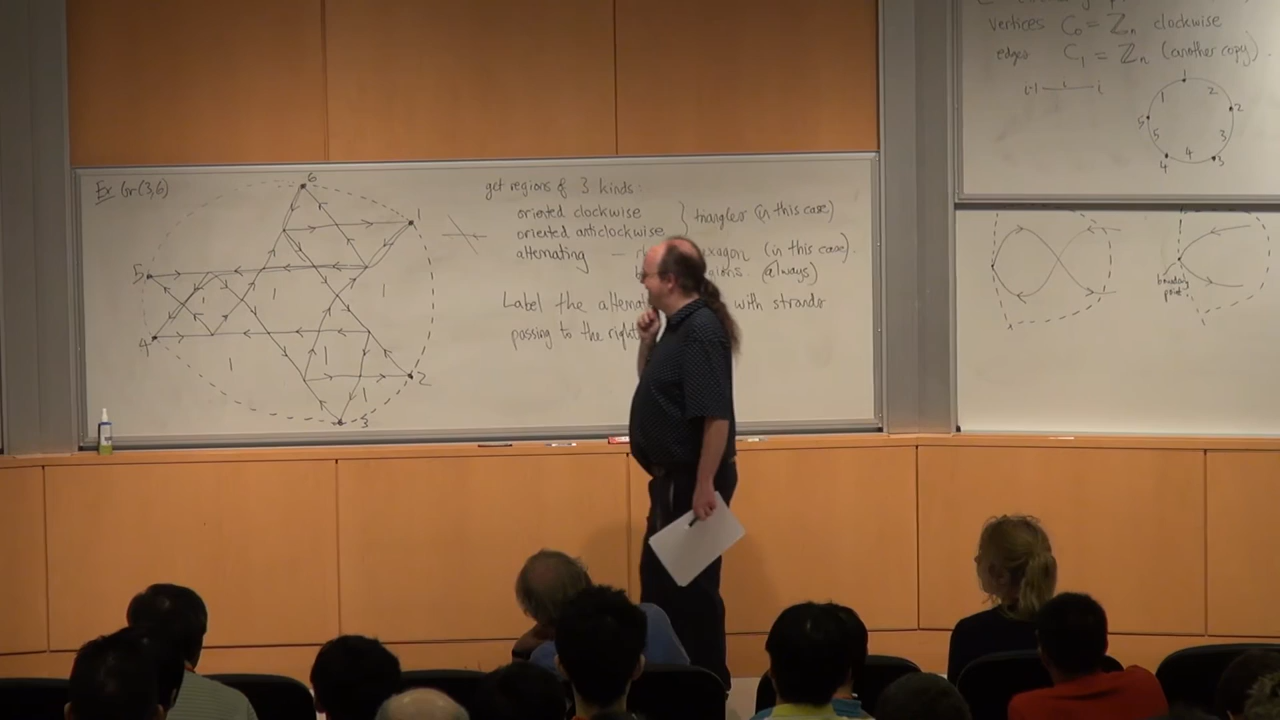 Ex Gr(3,6)
6
1
5
1
1
4
1
1
1
2
3
get regions of 3 kinds:
oriented clockwise
oriented anticlockwise
triangles (in this case)
alternating — (in this case).
(always)
Label the with strands
passing to the right
vertices C₀ = ℤₙ clockwise
edges C₁ = ℤₙ (another copy).
i-1 i i
1
1 2
5 2
5 3
4 4 3
boundary
point